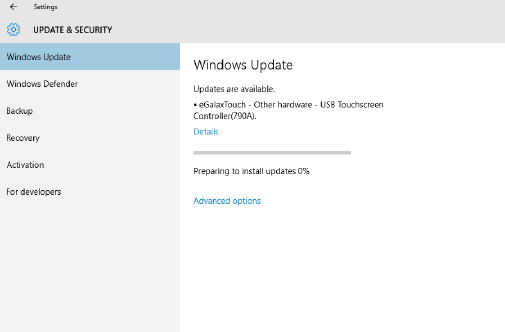 Settings
UPDATE & SECURITY
Windows Update
Windows Defender
Backup
Recovery
Activation
For developers
Windows Update
Updates are available.
• eGalaxTouch - Other hardware - USB Touchscreen
Controller(790A).
Details
Preparing to install updates 0%
Advanced options